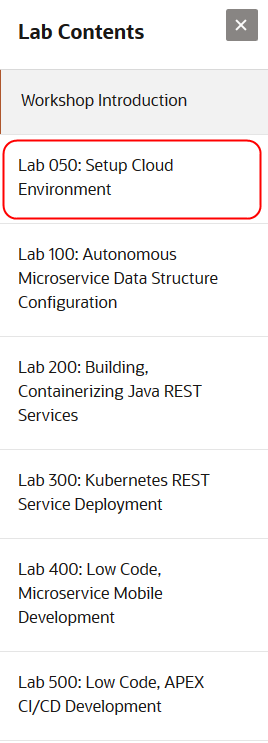 Lab Contents
Workshop Introduction
Lab 050: Setup Cloud
Environment
Lab 100: Autonomous
Microservice Data Structure
Configuration
Lab 200: Building,
Containerizing Java REST
Services
Lab 300: Kubernetes REST
Service Deployment
Lab 400: Low Code,
Microservice Mobile
Development
Lab 500: Low Code, APEX
CI/CD Development